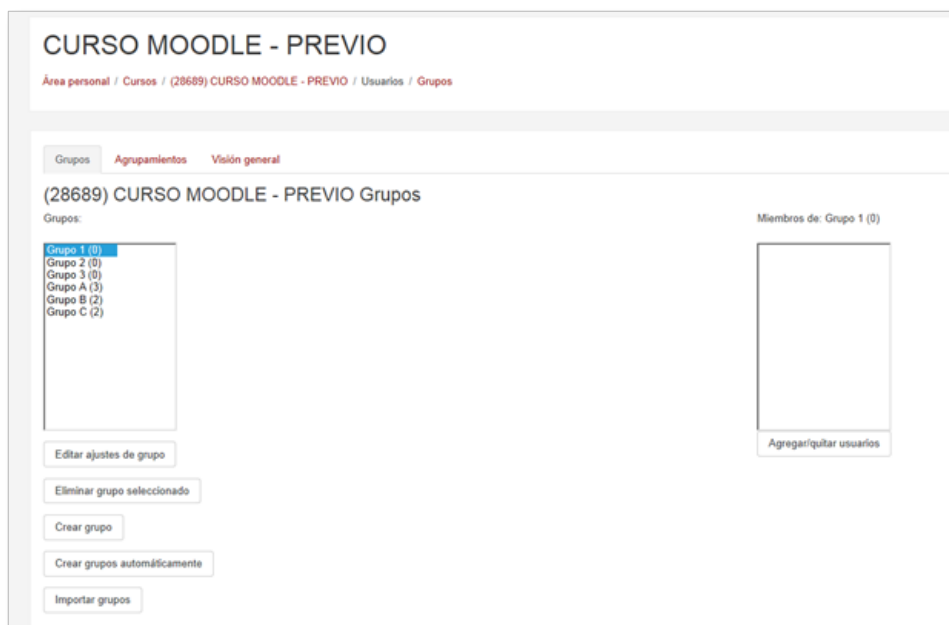 CURSO MOODLE - PREVIO
Área personal / Cursos / (28689) CURSO MOODLE - PREVIO / Usuarios / Grupos
Grupos Agrupamientos Visión general
(28689) CURSO MOODLE - PREVIO Grupos
Grupos:
Miembros de: Grupo 1 (0)
Grupo 1 (0)
Grupo 2 (0)
Grupo 3 (0)
Grupo A (3)
Grupo B (2)
Grupo C (2)
Agregar/quitar usuarios
Editar ajustes de grupo
Eliminar grupo seleccionado
Crear grupo
Crear grupos automáticamente
Importar grupos